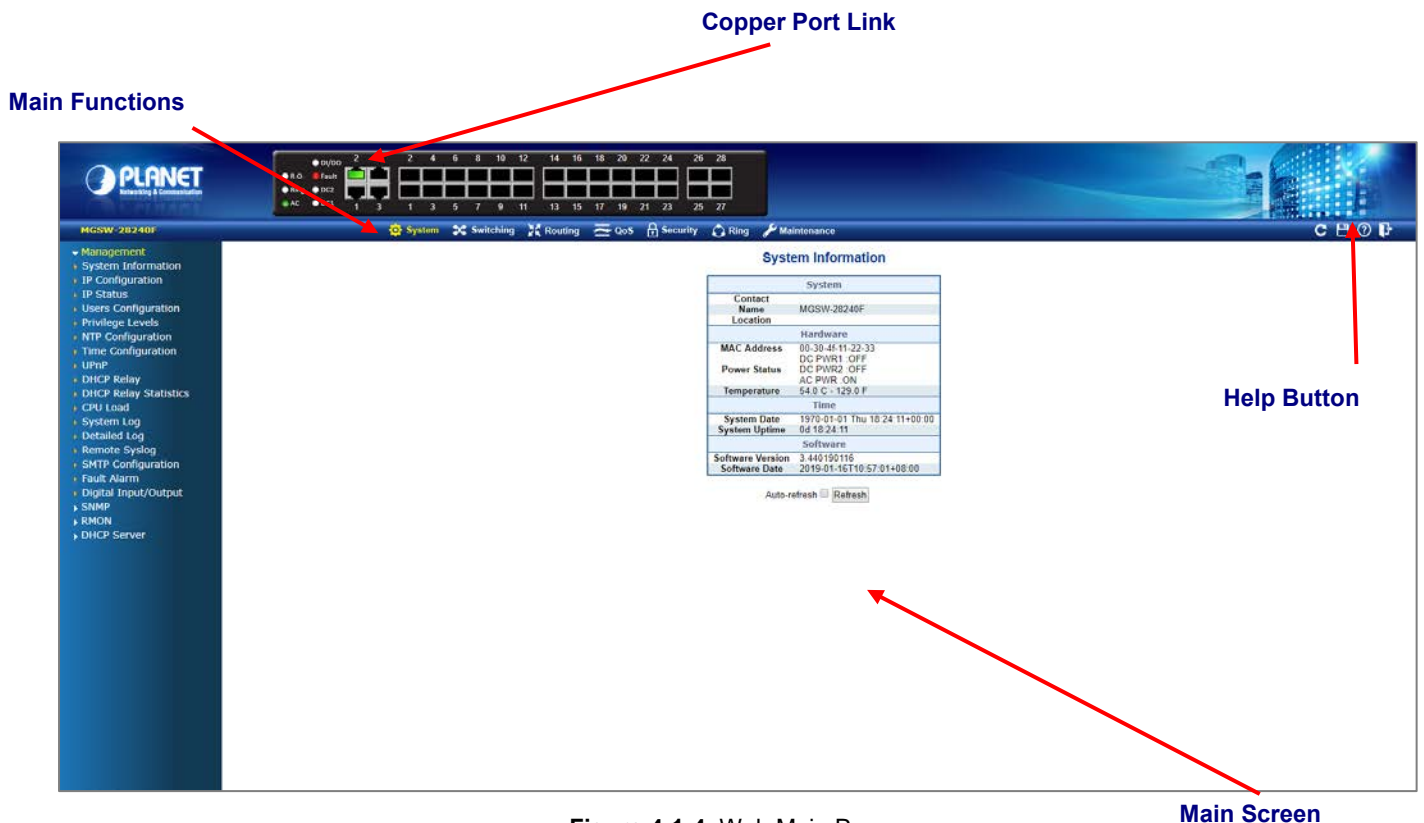 Copper Port Link
Main Functions
PLANET
Networking & Communication
DI/DO
R.O. Fault
Ring DC2
AC DC1
2
1 3
2 4 6 8 10 12 14 16 18 20 22 24 26 28
1 3 5 7 9 11 13 15 17 19 21 23 25 27
MGSW-28240F
System Switching Routing QoS Security Ring Maintenance
Management
System Information
IP Configuration
IP Status
Users Configuration
Privilege Levels
NTP Configuration
Time Configuration
UPnP
DHCP Relay
DHCP Relay Statistics
CPU Load
System Log
Detailed Log
Remote Syslog
SMTP Configuration
Fault Alarm
Digital Input/Output
SNMP
RMON
DHCP Server
System Information
System
Contact
Name MGSW-28240F
Location
Hardware
MAC Address 00-30-4f-11-22-33
DC PWR1 :OFF
Power Status DC PWR2 :OFF
AC PWR :ON
Temperature 54.0 C - 129.0 F
Time
System Date 1970-01-01 Thu 18:24:11+00:00
System Uptime 0d 18:24:11
Software
Software Version 3.440190116
Software Date 2019-01-16T10:57:01+08:00
Auto-refresh Refresh
Help Button
Main Screen